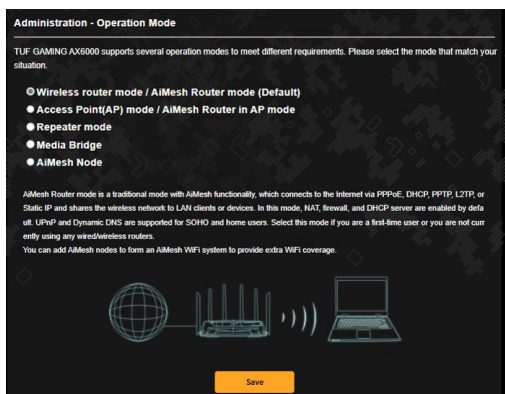 Administration - Operation Mode
TUF GAMING AX6000 supports several operation modes to meet different requirements. Please select the mode that match your
situation.
Wireless router mode / AiMesh Router mode (Default)
Access Point(AP) mode / AiMesh Router in AP mode
Repeater mode
Media Bridge
AiMesh Node
AiMesh Router mode is a traditional mode with AiMesh functionality, which connects to the Internet via PPPoE, DHCP, PPTP, L2TP, or
Static IP and shares the wireless network to LAN clients or devices. In this mode, NAT, firewall, and DHCP server are enabled by defa
ult. UPnP and Dynamic DNS are supported for SOHO and home users. Select this mode if you are a first-time user or you are not curr
ently using any wired/wireless routers.
You can add AiMesh nodes to form an AiMesh WiFi system to provide extra WiFi coverage.
Save